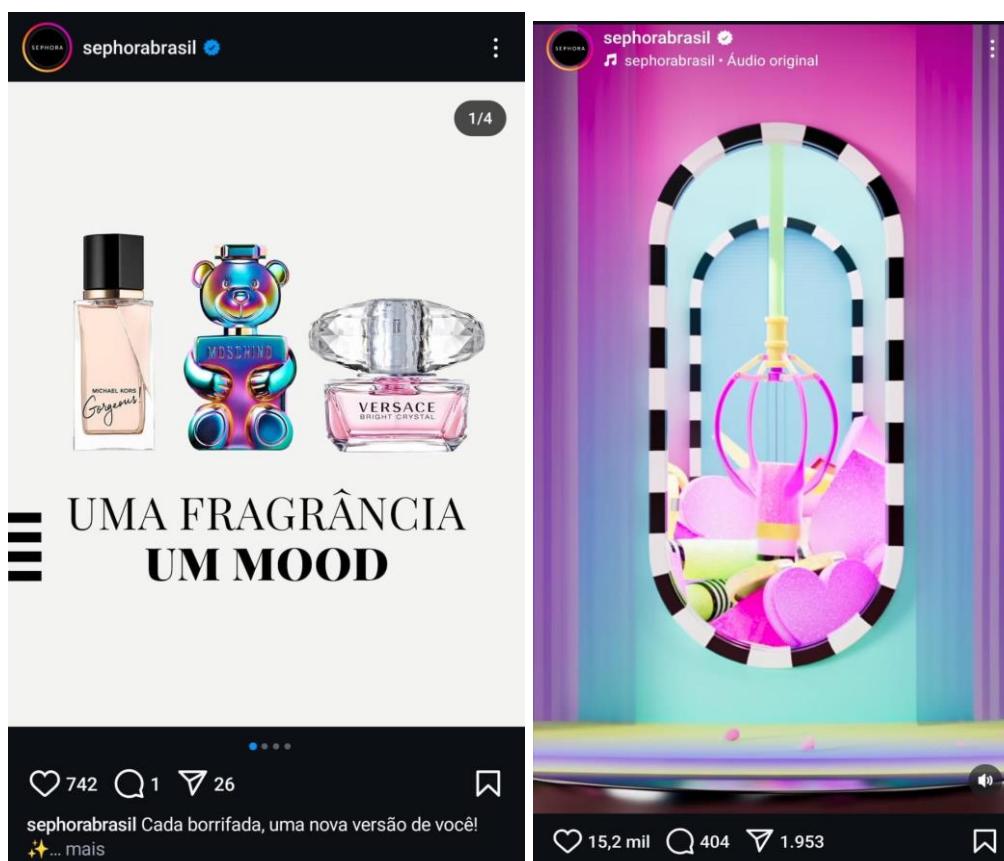 SEPHORA
sephorabrasil
1/4
MICHAEL KORS
Gorgeous!
MOSCHINO
VERSACE
BRIGHT CRYSTAL
UMA FRAGRÂNCIA
UM MOOD
742 1 26
sephorabrasil Cada borrifada, uma nova versão de você!
✨... mais
SEPHORA
sephorabrasil
sephorabrasil • Áudio original
15,2 mil 404 1.953